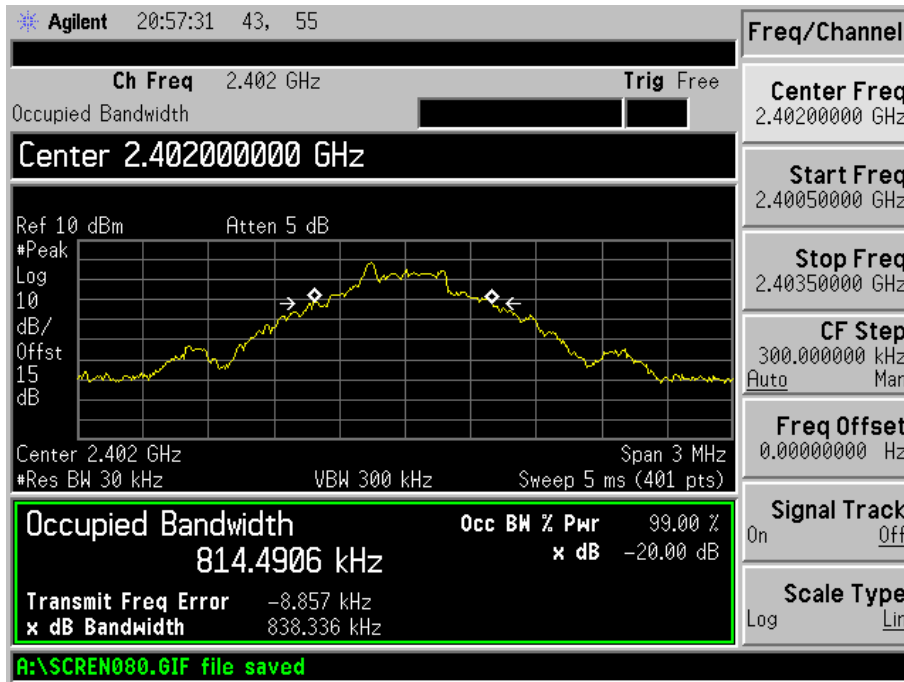 Agilent 20:57:31 43, 55
Ch Freq 2.402 GHz Trig Free
Occupied Bandwidth
Center 2.402000000 GHz
Ref 10 dBm Atten 5 dB
#Peak
Log
10
dB/
Offst
15
dB
Center 2.402 GHz Span 3 MHz
#Res BW 30 kHz VBW 300 kHz Sweep 5 ms (401 pts)
Occupied Bandwidth
814.4906 kHz
Occ BW % Pwr 99.00 %
x dB -20.00 dB
Transmit Freq Error -8.857 kHz
x dB Bandwidth 838.336 kHz
A:\SCREN080.GIF file saved
Freq/Channel
Center Freq
2.40200000 GHz
Start Freq
2.40050000 GHz
Stop Freq
2.40350000 GHz
CF Step
300.000000 kHz
Auto Man
Freq Offset
0.00000000 Hz
Signal Track
On Off
Scale Type
Log Lin